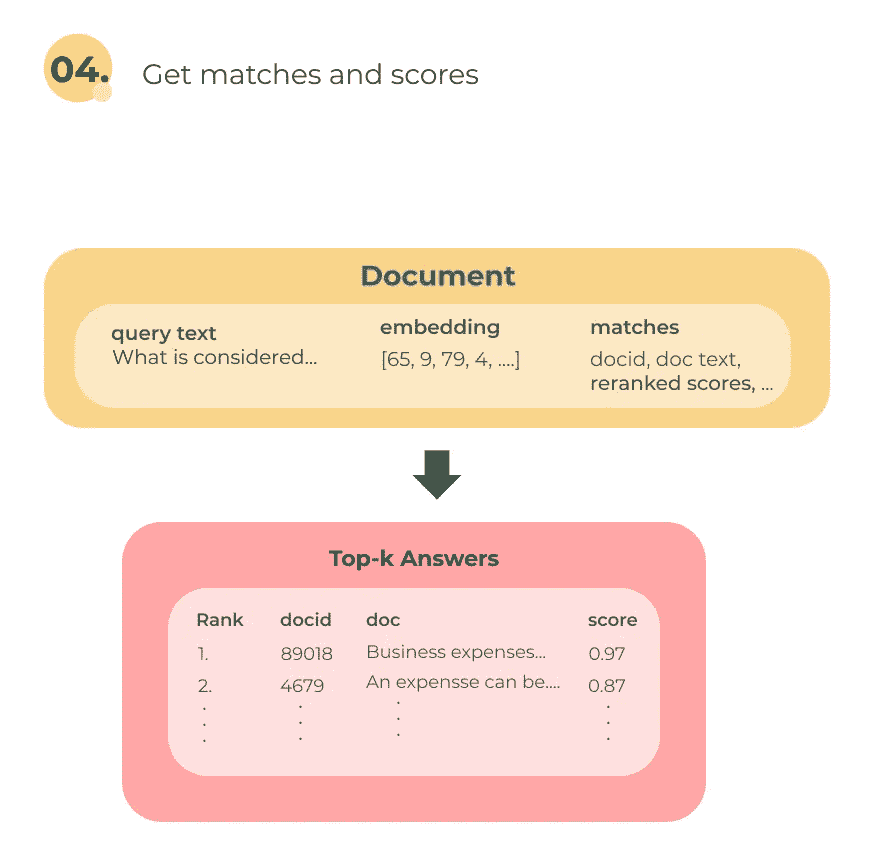 04.
Get matches and scores
Document
query text
What is considered...
embedding
[65, 9, 79, 4, ....]
matches
docid, doc text,
reranked scores, ...
Top-k Answers
Rank docid doc score
1. 89018 Business expenses... 0.97
2. 4679 An expensse can be.... 0.87
. . . .
. . . .
. . . .